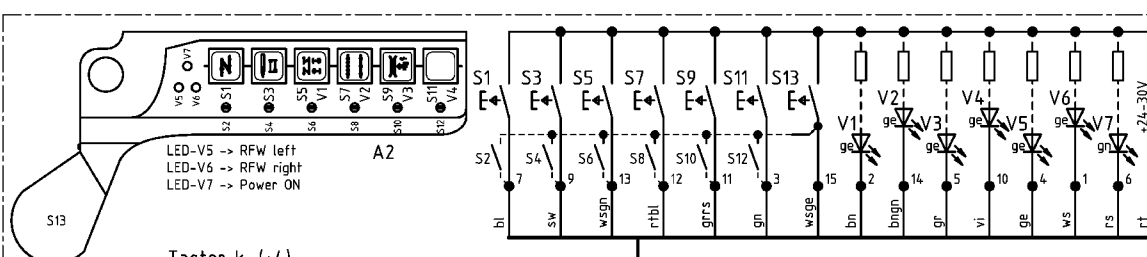 V7
V5 V6
S1 S3 S5 V1 S7 V2 S9 V3 S11 V4
S2 S4 S6 S8 S10 S12
LED-V5 -> RFW left
LED-V6 -> RFW right
LED-V7 -> Power ON
A2
S13
S1 S3 S5 S7 S9 S11 S13
V2 V4 V6
ge ge ge
V1 V3 V5 V7
ge ge ge gn
+24-30V
S2 S4 S6 S8 S10 S12
7 9 13 12 11 3 15 2 14 5 10 4 1 6
bl sw wsgn rtbl grrs gn wsge bn bngn gr vi ge ws rs rt